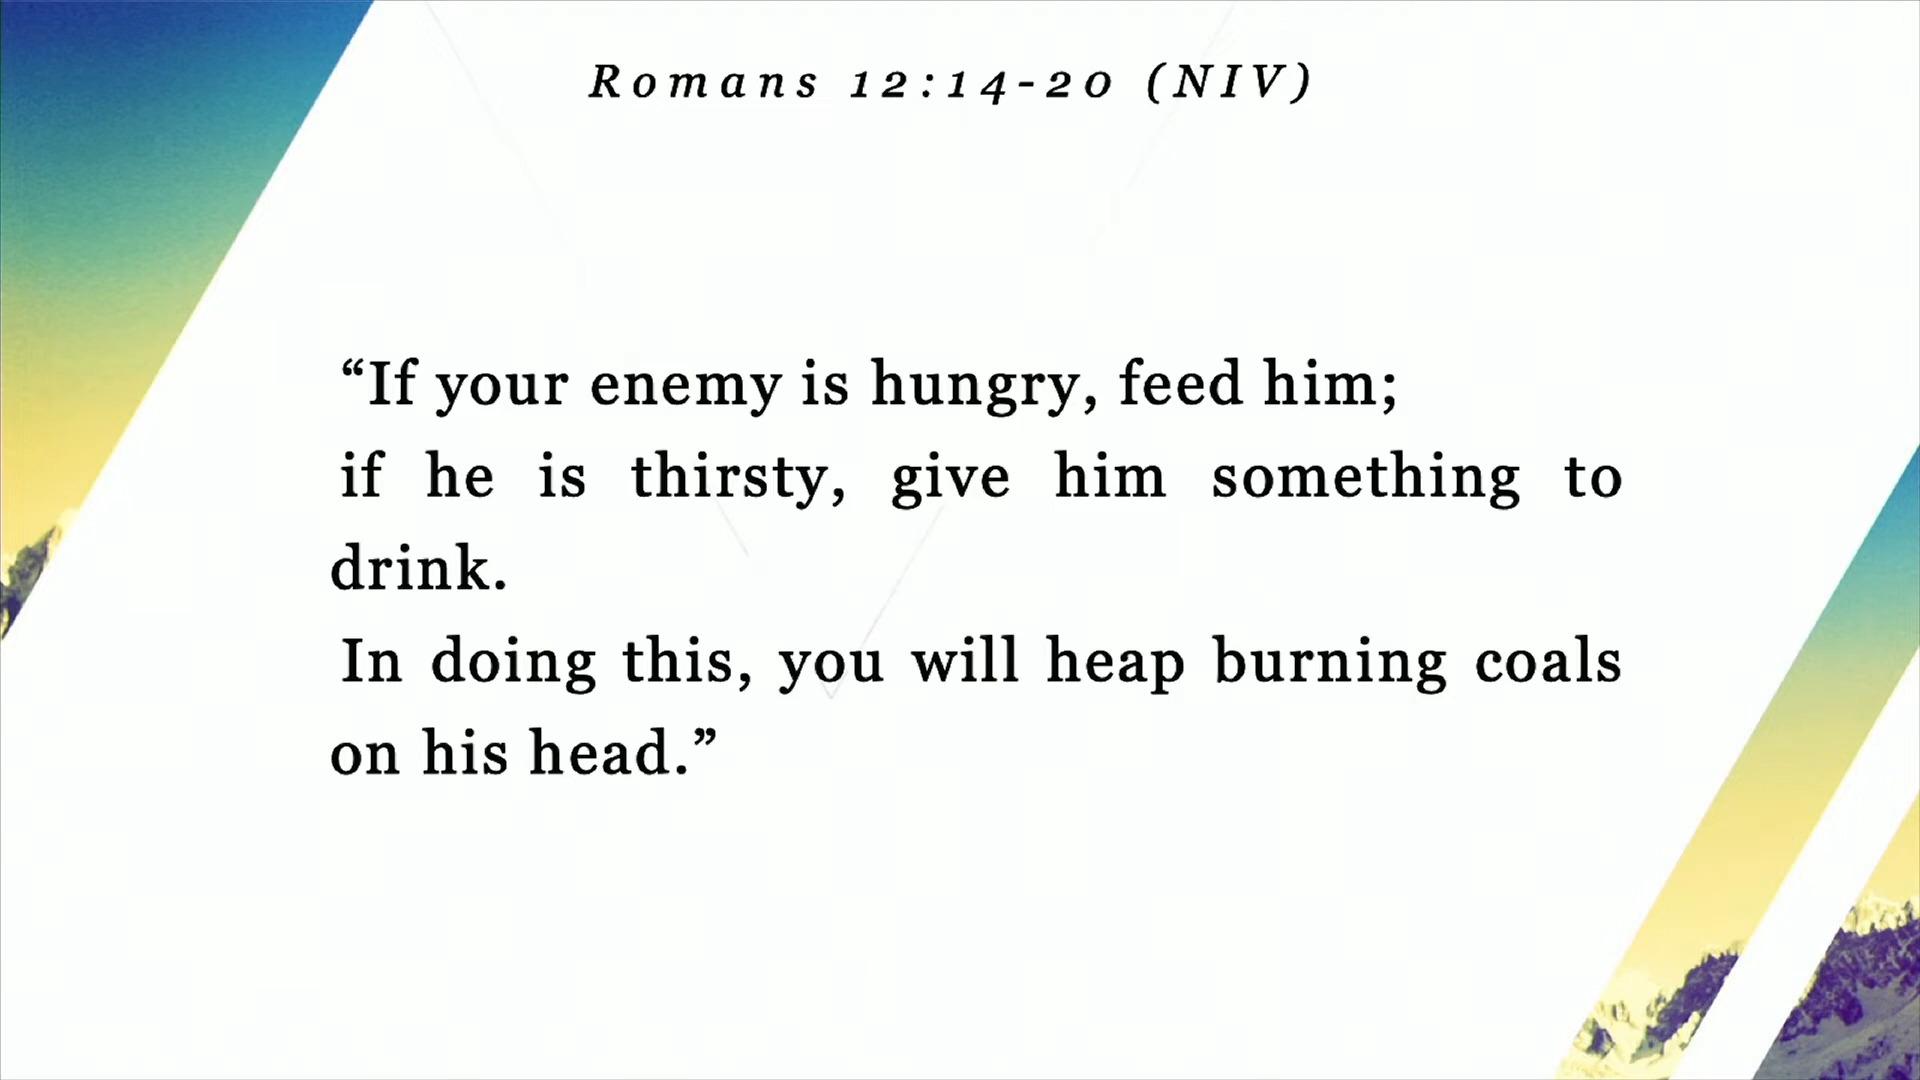 Romans 12:14-20 (NIV)
“If your enemy is hungry, feed him;
if he is thirsty, give him something to
drink.
In doing this, you will heap burning coals
on his head.”